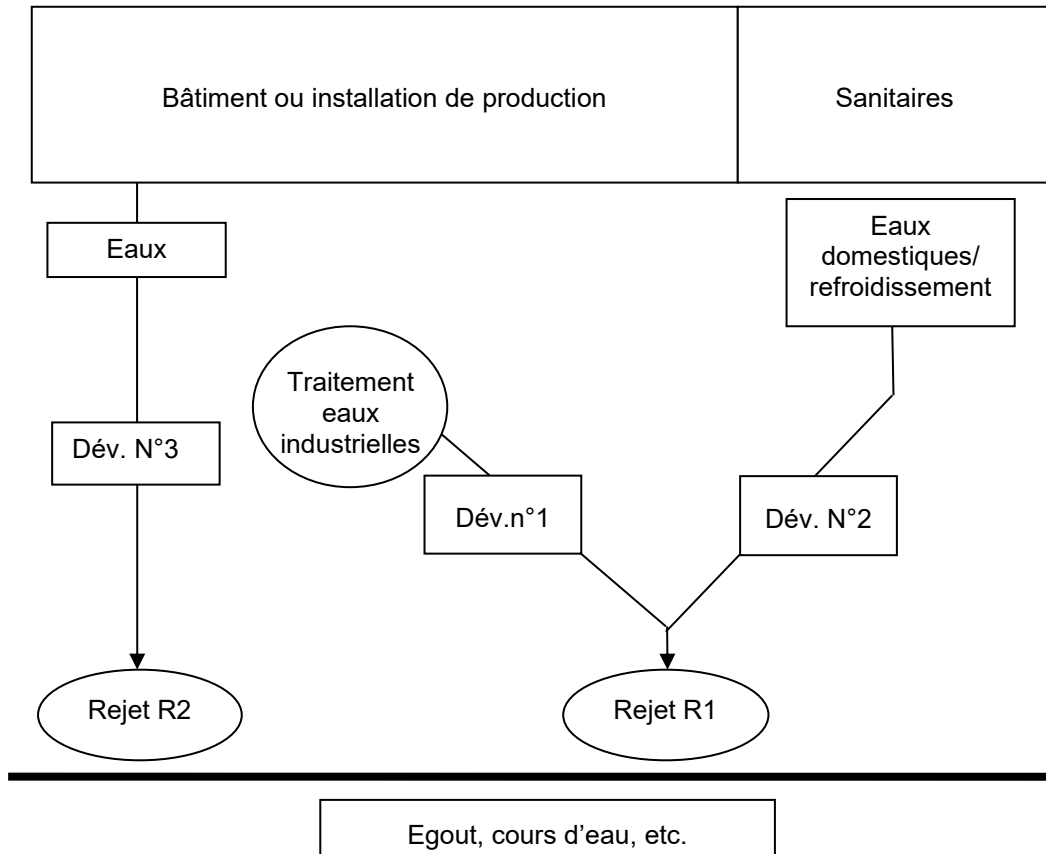 Bâtiment ou installation de production
Sanitaires
Eaux
Eaux
domestiques/
refroidissement
Traitement
eaux
industrielles
Dév. N°3
Dév.n°1
Dév. N°2
Rejet R2
Rejet R1
Egout, cours d’eau, etc.